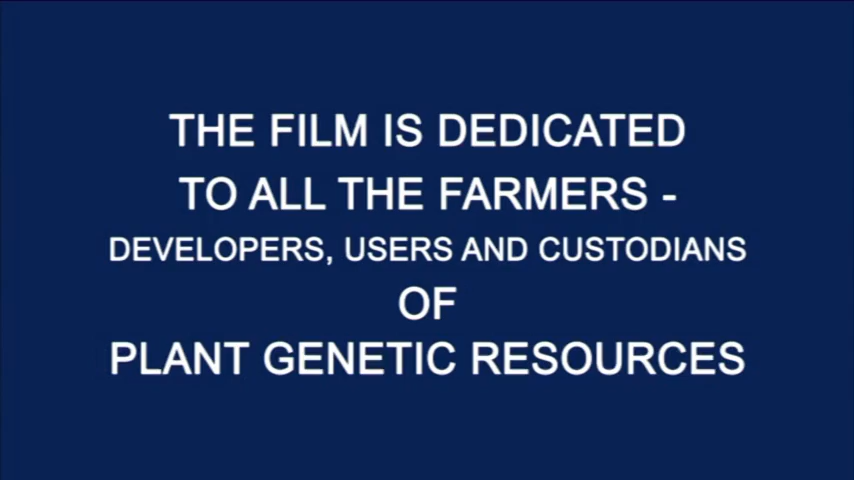 THE FILM IS DEDICATED
TO ALL THE FARMERS -
DEVELOPERS, USERS AND CUSTODIANS
OF
PLANT GENETIC RESOURCES